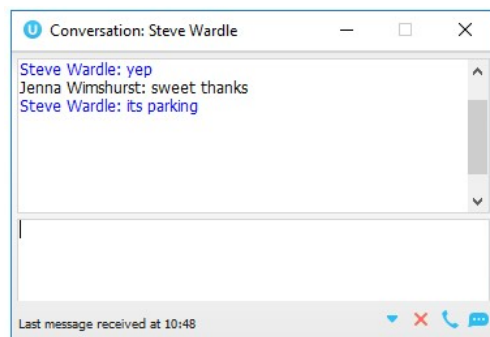 U Conversation: Steve Wardle
Steve Wardle: yep
Jenna Wimshurst: sweet thanks
Steve Wardle: its parking
Last message received at 10:48